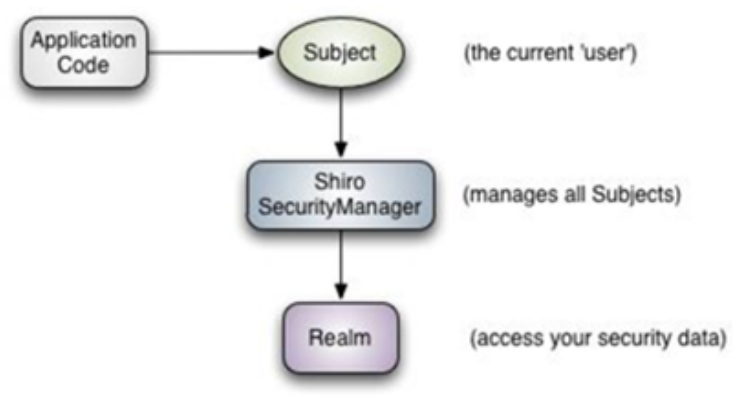 Application
Code
Subject
(the current 'user')
Shiro
SecurityManager
(manages all Subjects)
Realm
(access your security data)